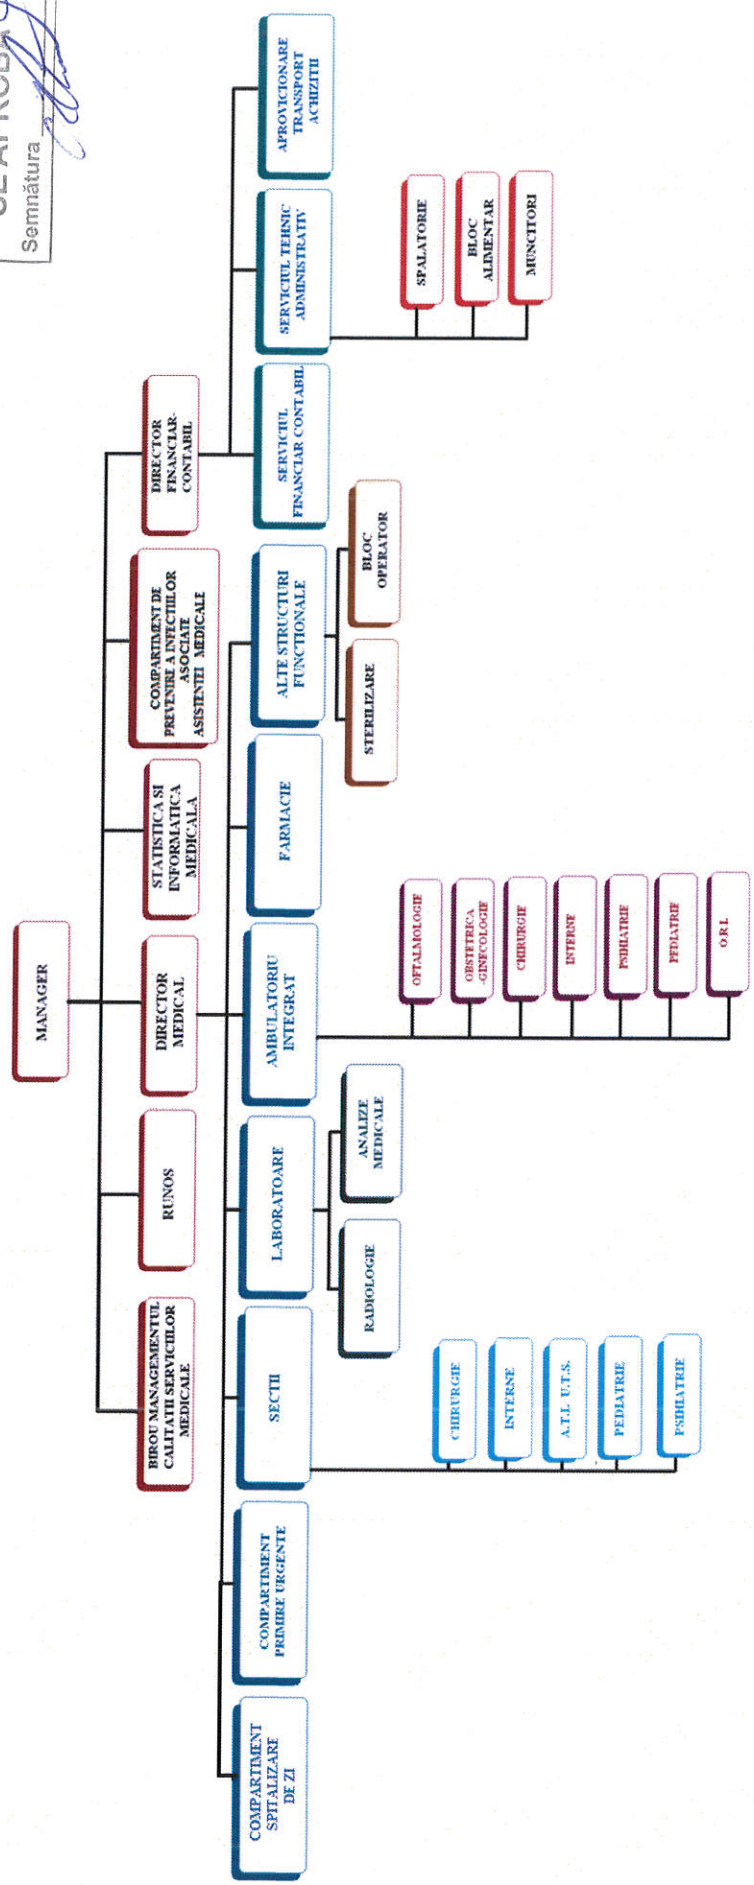 SE APROBA
Semnătura
MANAGER
BIROU MANAGEMENTUL
CALITATII SERVICIILOR
MEDICALE
RUNOS
DIRECTOR
MEDICAL
STATISTICA SI
INFORMATICA
MEDICALA
COMPARTIMENT DE
PREVENIRE A INFECTIILOR
ASOCIATE
ASISTENTEI MEDICALE
DIRECTOR
FINANCIAR-
CONTABIL
COMPARTIMENT
SPITALIZARE
DE ZI
COMPARTIMENT
PRIMIRE URGENTE
SECTII
LABORATOARE
AMBULATORIU
INTEGRAT
FARMACIE
ALTE STRUCTURI
FUNCTIONALE
SERVICIUL
FINANCIAR CONTABIL
SERVICIUL TEHNIC
ADMINISTRATIV
APROVICIONARE
TRANSPORT
ACHIZITII
CHIRURGIE
INTERNE
A.T.I. U.T.S.
PEDIATRIE
PSIHIATRIE
RADIOLOGIE
ANALIZE
MEDICALE
OFTALMOLOGIE
OBSTETRICA
-GINECOLOGIE
CHIRURGIE
INTERNE
PSIHIATRIE
PEDIATRIE
O.R.L
STERILIZARE
BLOC
OPERATOR
SPALATORIE
BLOC
ALIMENTAR
MUNCITORI